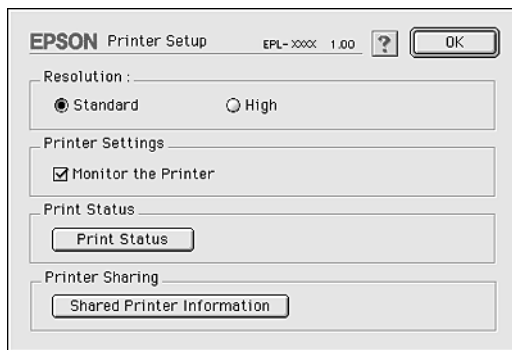 EPSON Printer Setup EPL-XXXX 1.00 ? OK
Resolution :
Standard High
Printer Settings
Monitor the Printer
Print Status
Print Status
Printer Sharing
Shared Printer Information